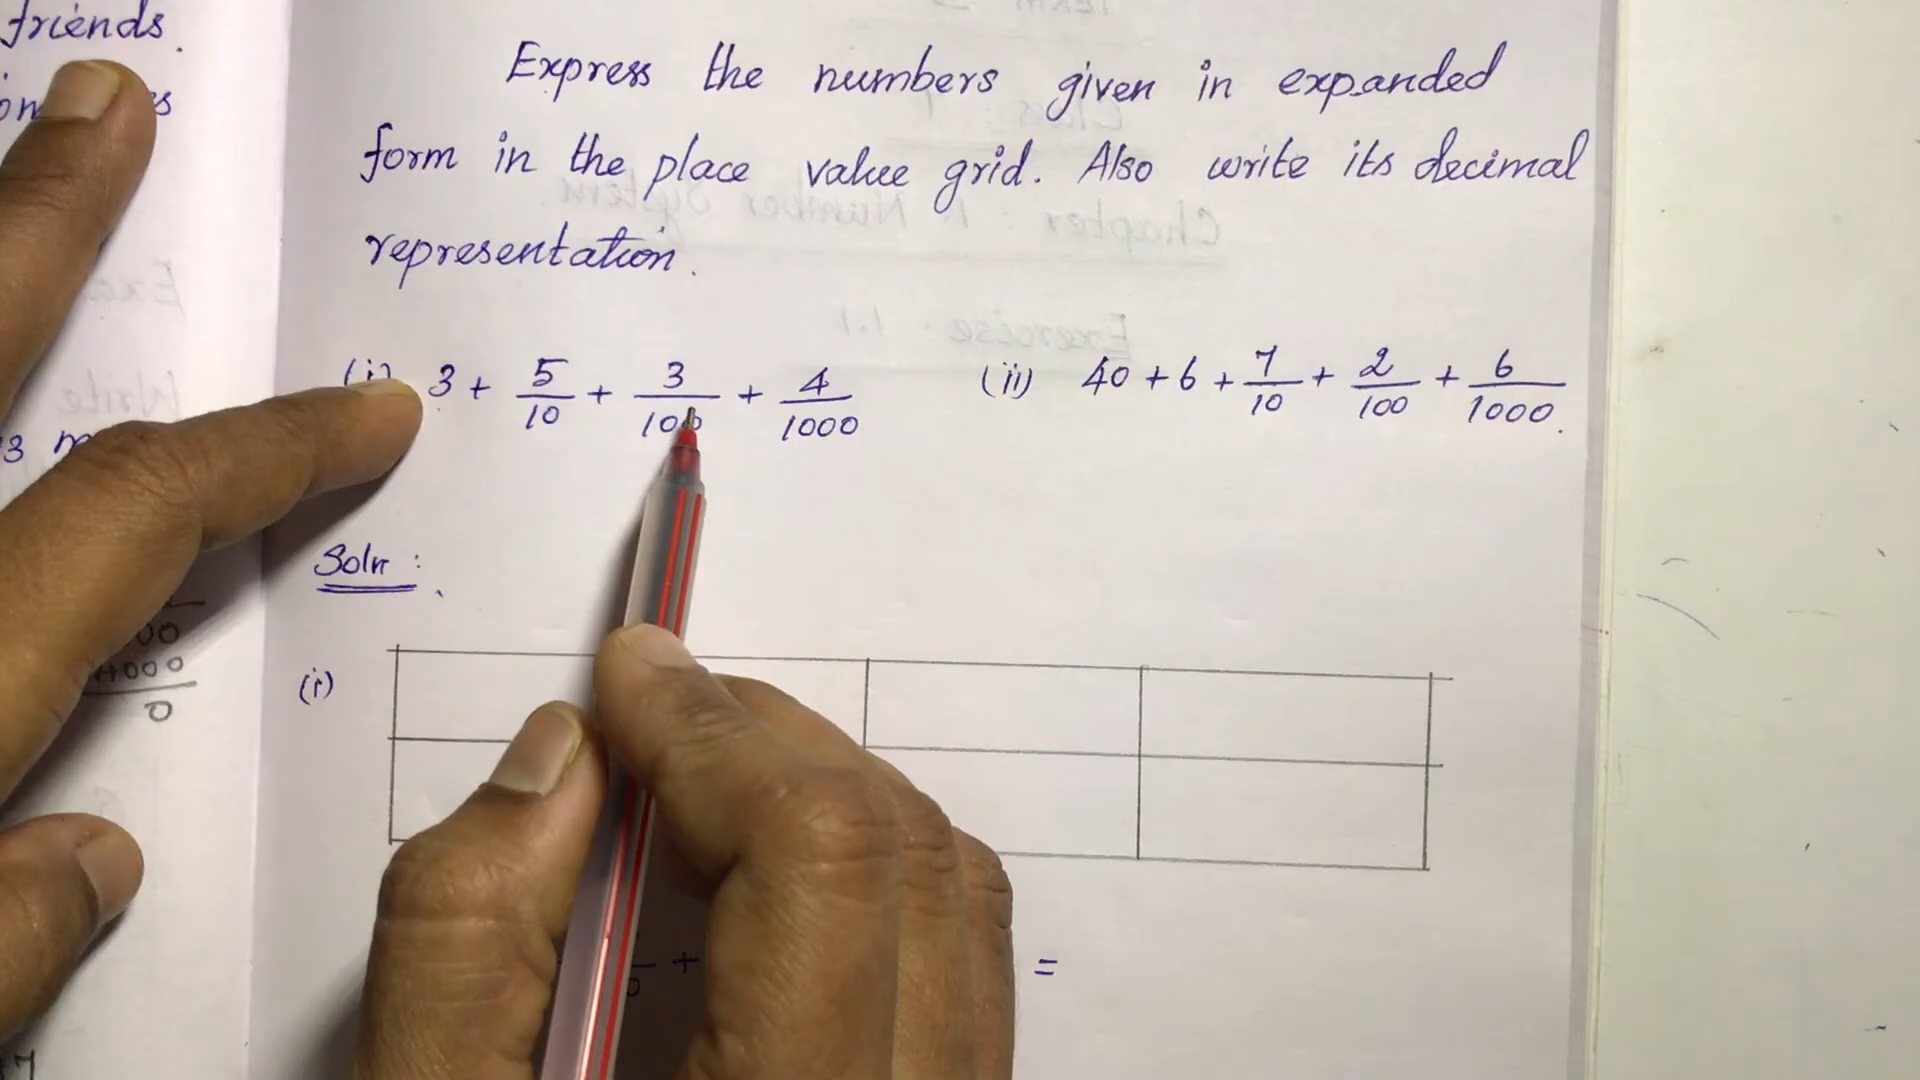 friends.
Express the numbers given in expanded
form in the place value grid. Also write its decimal
representation.
(i) 3 + 5/10 + 3/100 + 4/1000 (ii) 40 + 6 + 7/10 + 2/100 + 6/1000.
Soln :
(i)
+ =